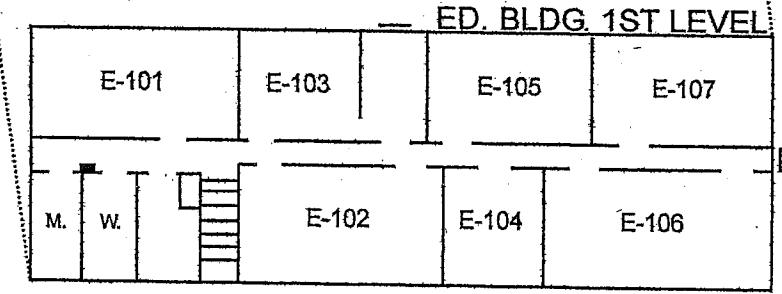 ED. BLDG. 1ST LEVEL
E-101
E-103
E-105
E-107
M.
W.
E-102
E-104
E-106